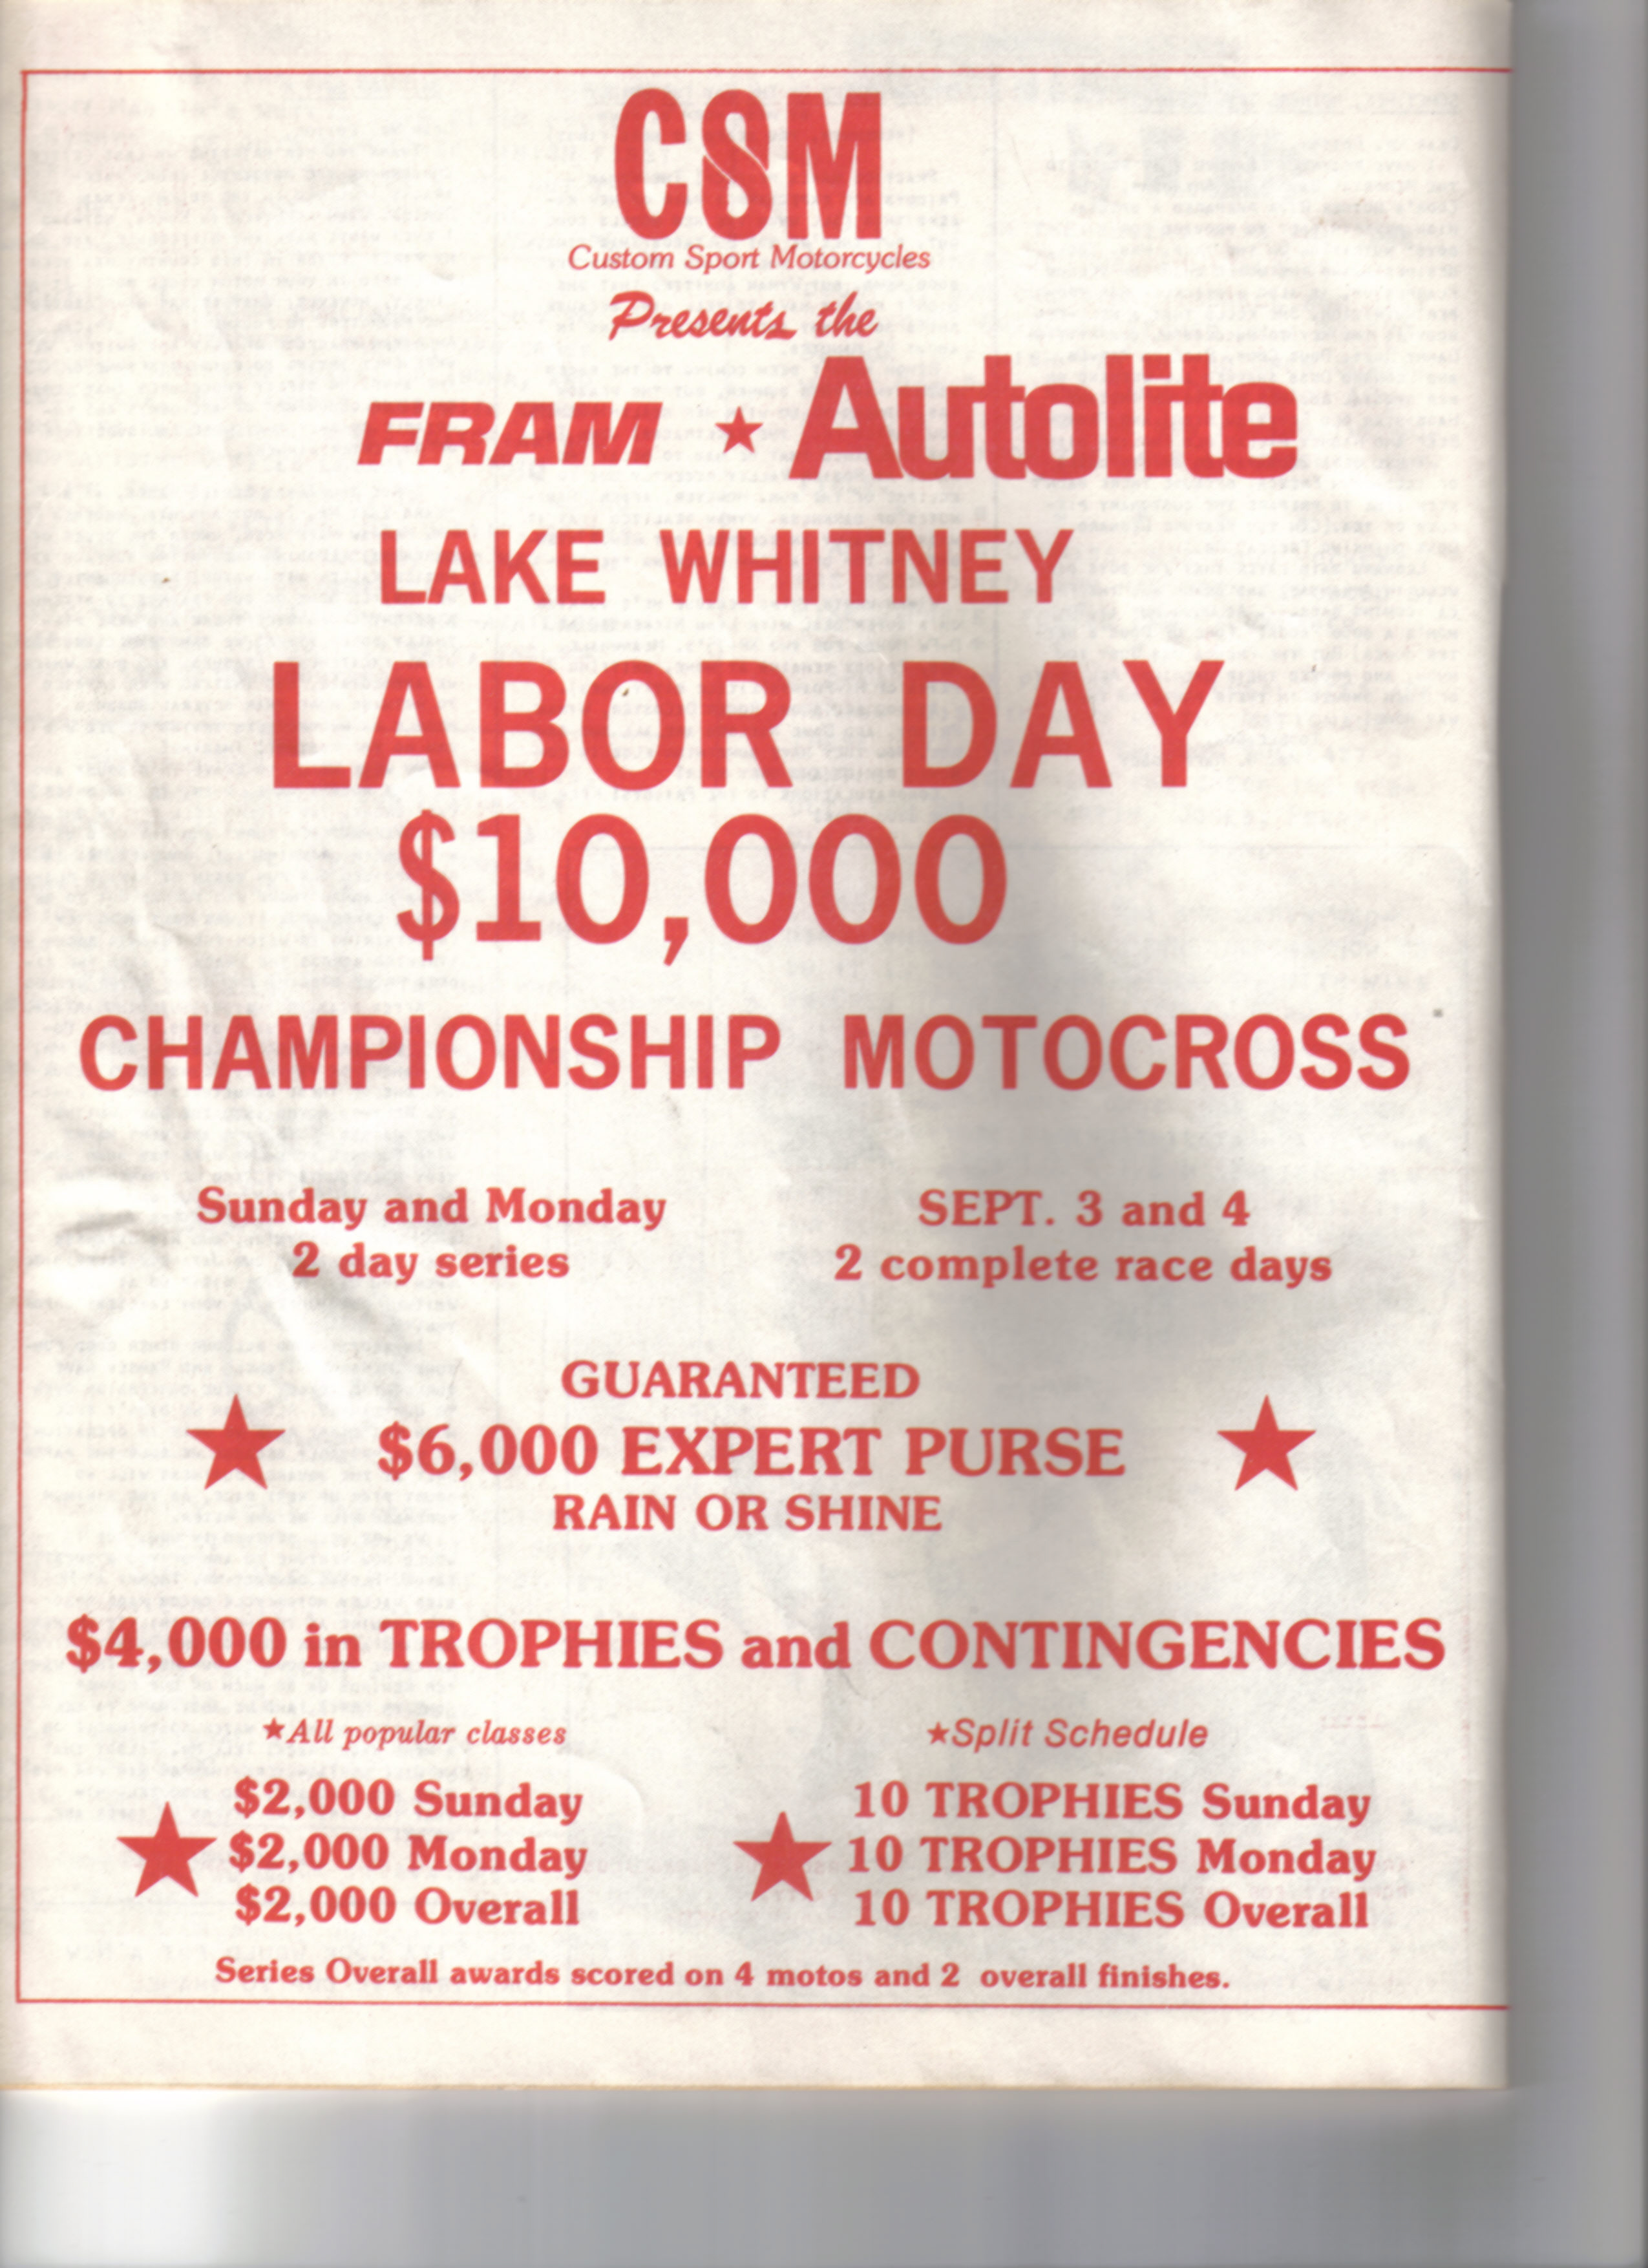 CSM
Custom Sport Motorcycles
Presents the
FRAM ★ Autolite
LAKE WHITNEY
LABOR DAY
$10,000
CHAMPIONSHIP MOTOCROSS
Sunday and Monday
2 day series
SEPT. 3 and 4
2 complete race days
GUARANTEED
★ $6,000 EXPERT PURSE ★
RAIN OR SHINE
$4,000 in TROPHIES and CONTINGENCIES
★All popular classes
$2,000 Sunday
★ $2,000 Monday
$2,000 Overall
★Split Schedule
10 TROPHIES Sunday
★ 10 TROPHIES Monday
10 TROPHIES Overall
Series Overall awards scored on 4 motos and 2 overall finishes.